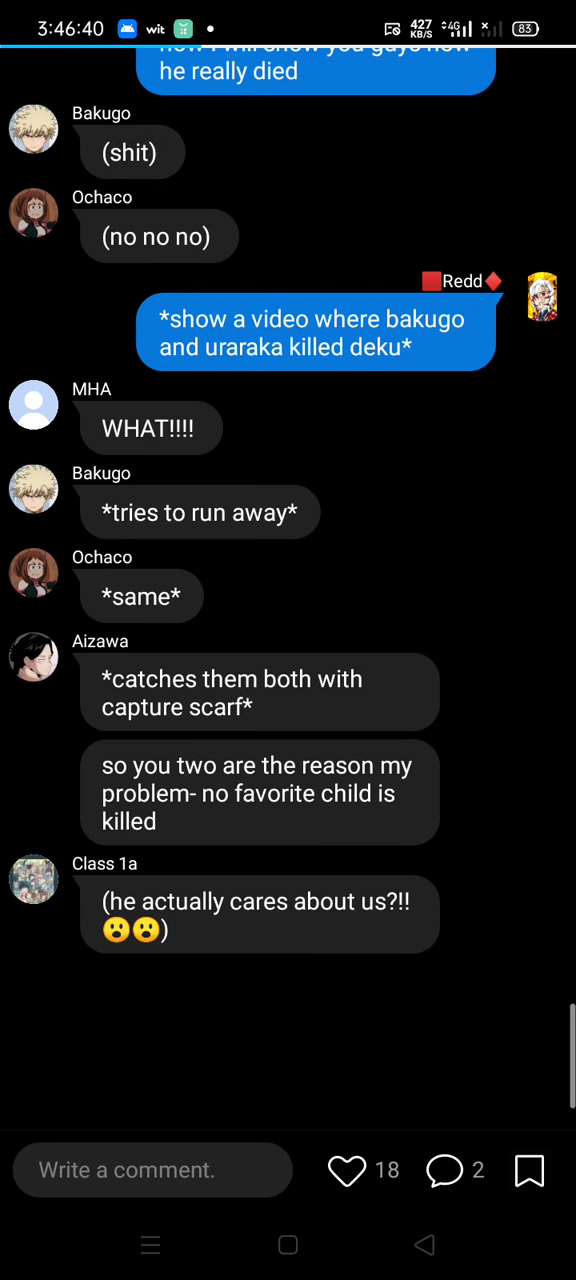 3:46:40 wit 427 KB/S 4G 83
he really died
Bakugo
(shit)
Ochaco
(no no no)
🟥Redd♦️
*show a video where bakugo
and uraraka killed deku*
MHA
WHAT!!!!
Bakugo
*tries to run away*
Ochaco
*same*
Aizawa
*catches them both with
capture scarf*
so you two are the reason my
problem- no favorite child is
killed
Class 1a
(he actually cares about us?!!
😮😮)
Write a comment.
18
2